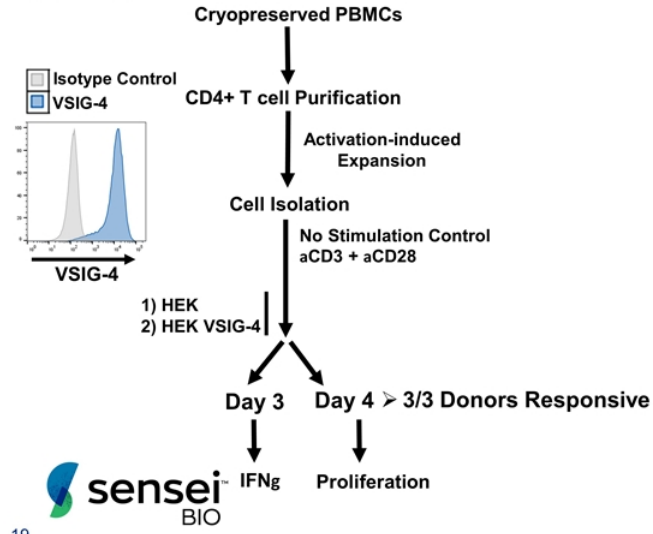 Cryopreserved PBMCs
Isotype Control
VSIG-4
CD4+ T cell Purification
Activation-induced
Expansion
Cell Isolation
VSIG-4
No Stimulation Control
aCD3 + aCD28
1) HEK
2) HEK VSIG-4
Day 3
Day 4 ➢ 3/3 Donors Responsive
IFNg
Proliferation
sensei™
BIO